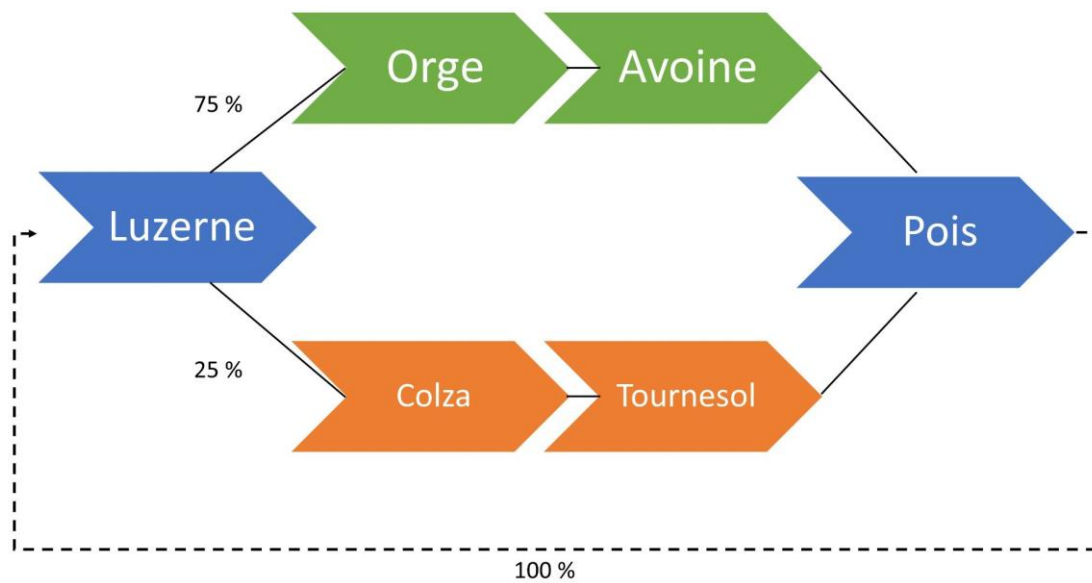 Orge
Avoine
75 %
Luzerne
Pois
25 %
Colza
Tournesol
100 %